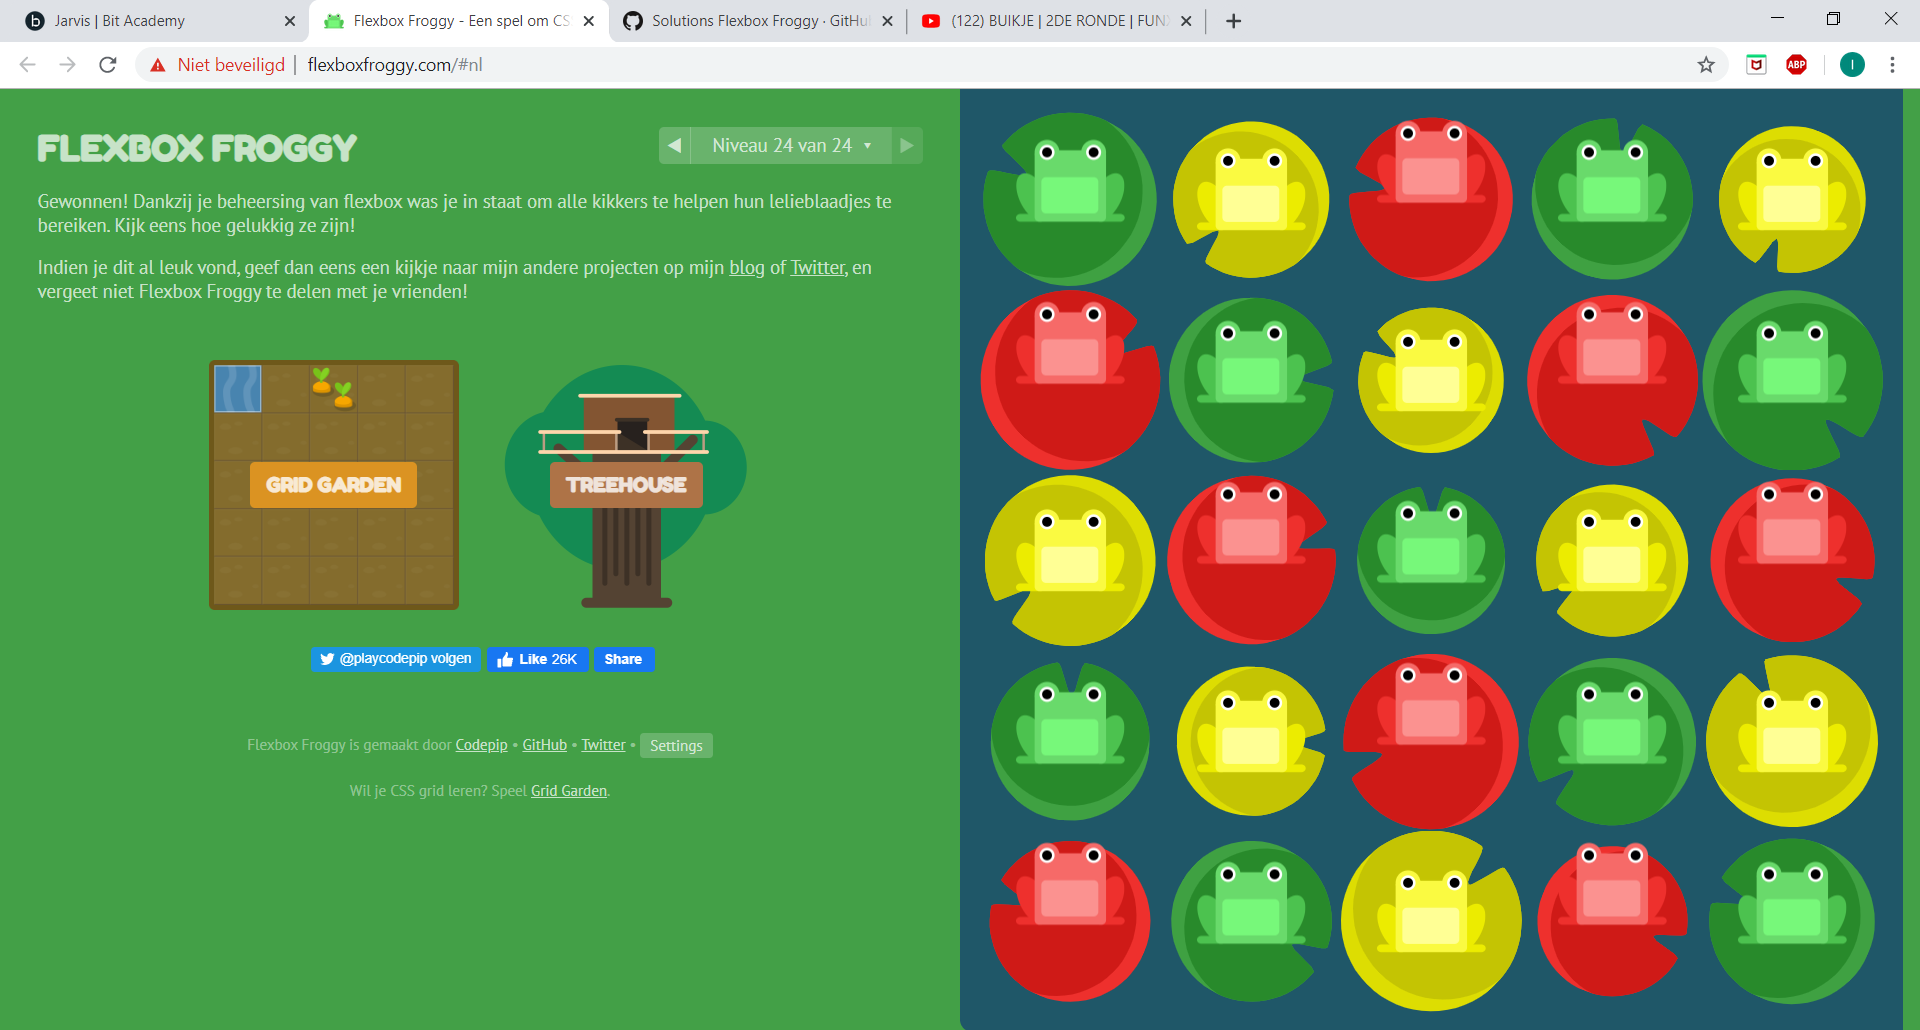 Jarvis | Bit Academy
Flexbox Froggy - Een spel om CS
Solutions Flexbox Froggy · GitHu
(122) BUIKJE | 2DE RONDE | FUN
Niet beveiligd | flexboxfroggy.com/#nl
ABP
I
FLEXBOX FROGGY
Niveau 24 van 24
Gewonnen! Dankzij je beheersing van flexbox was je in staat om alle kikkers te helpen hun lelieblaadjes te
bereiken. Kijk eens hoe gelukkig ze zijn!
Indien je dit al leuk vond, geef dan eens een kijkje naar mijn andere projecten op mijn blog of Twitter, en
vergeet niet Flexbox Froggy te delen met je vrienden!
GRID GARDEN
TREEHOUSE
@playcodepip volgen
Like 26K
Share
Flexbox Froggy is gemaakt door Codepip • GitHub • Twitter • Settings
Wil je CSS grid leren? Speel Grid Garden.